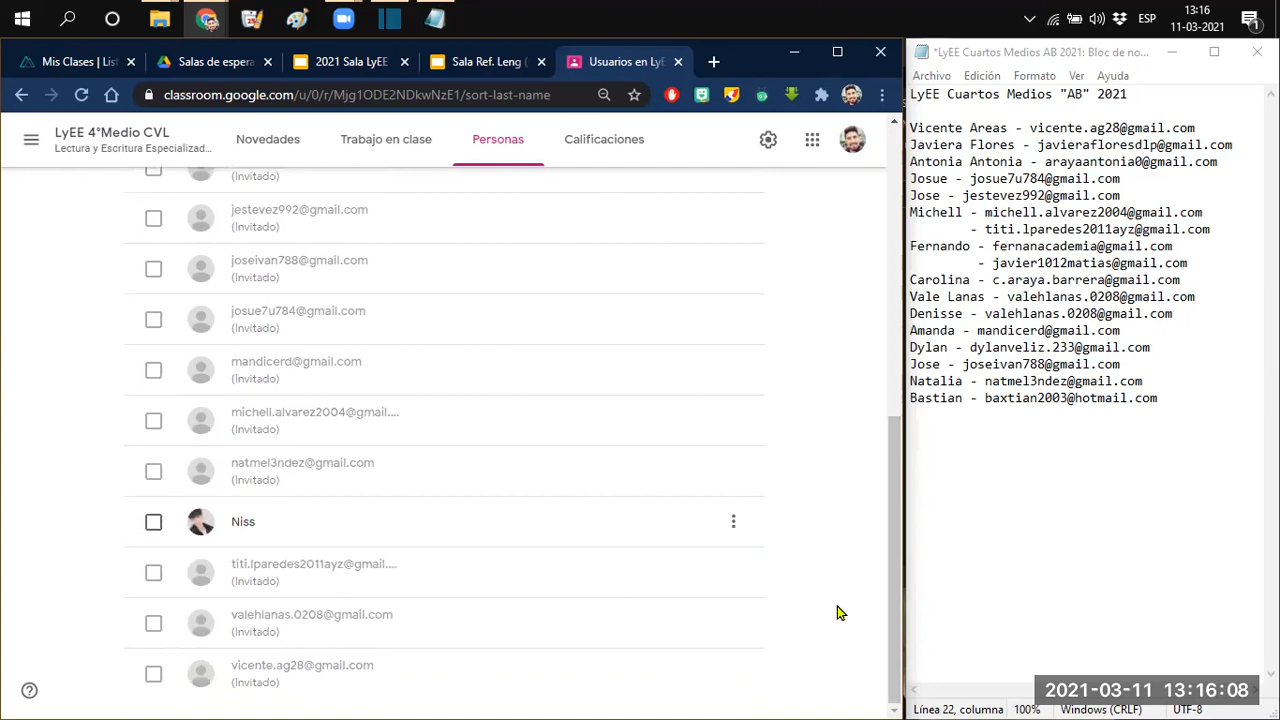 ESP
13:16
11-03-2021
1
Mis Clases | List
Salas de espera
2021 Sala LyEE
Sala Ref. Leng
Usuarios en LyE
*LyEE Cuartos Medios AB 2021: Bloc de no...
classroom.google.com/u/0/r/Mjg1ODE2NDkwNzE1/sort-last-name
Archivo Edición Formato Ver Ayuda
LyEE 4°Medio CVL
Lectura y Escritura Especializad...
Novedades
Trabajo en clase
Personas
Calificaciones
(Invitado)
jestevez992@gmail.com
(Invitado)
joseivan788@gmail.com
(Invitado)
josue7u784@gmail.com
(Invitado)
mandicerd@gmail.com
(Invitado)
michell.alvarez2004@gmail....
(Invitado)
natmel3ndez@gmail.com
(Invitado)
Niss
titi.lparedes2011ayz@gmail....
(Invitado)
valehlanas.0208@gmail.com
(Invitado)
vicente.ag28@gmail.com
(Invitado)
LyEE Cuartos Medios "AB" 2021
Vicente Areas - vicente.ag28@gmail.com
Javiera Flores - javierafloresdlp@gmail.com
Antonia Antonia - arayaantonia0@gmail.com
Josue - josue7u784@gmail.com
Jose - jestevez992@gmail.com
Michell - michell.alvarez2004@gmail.com
- titi.lparedes2011ayz@gmail.com
Fernando - fernanacademia@gmail.com
- javier1012matias@gmail.com
Carolina - c.araya.barrera@gmail.com
Vale Lanas - valehlanas.0208@gmail.com
Denisse - valehlanas.0208@gmail.com
Amanda - mandicerd@gmail.com
Dylan - dylanveliz.233@gmail.com
Jose - joseivan788@gmail.com
Natalia - natmel3ndez@gmail.com
Bastian - baxtian2003@hotmail.com
2021-03-11 13:16:08
Línea 22, columna
100%
Windows (CRLF)
UTF-8